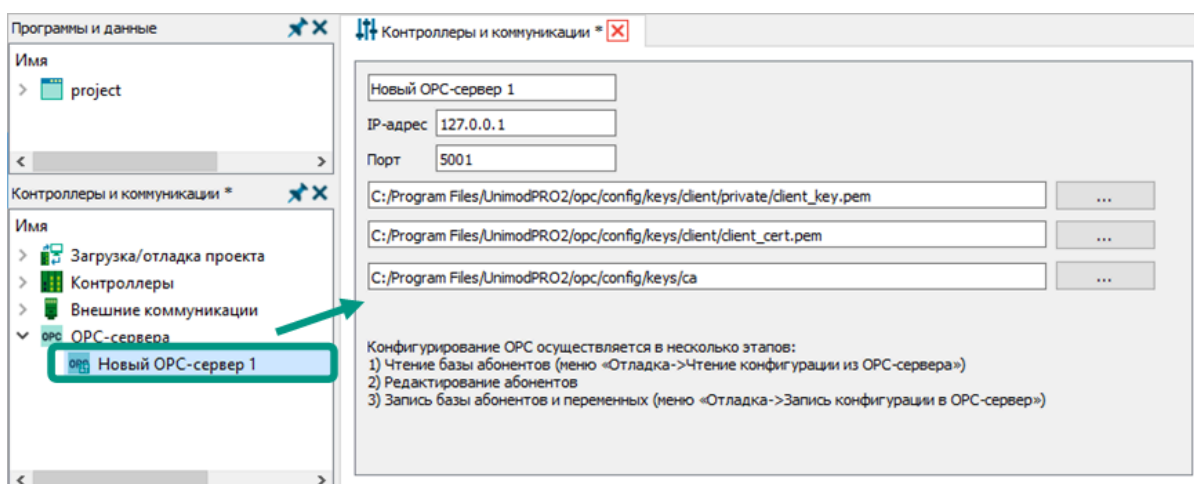 Программы и данные
Имя
project
Контроллеры и коммуникации *
Имя
Загрузка/отладка проекта
Контроллеры
Внешние коммуникации
OPC OPC-сервера
OPC Новый OPC-сервер 1
Контроллеры и коммуникации *
Новый OPC-сервер 1
IP-адрес 127.0.0.1
Порт 5001
C:/Program Files/UnimodPRO2/opc/config/keys/client/private/client_key.pem ...
C:/Program Files/UnimodPRO2/opc/config/keys/client/client_cert.pem ...
C:/Program Files/UnimodPRO2/opc/config/keys/ca ...
Конфигурирование OPC осуществляется в несколько этапов:
1) Чтение базы абонентов (меню «Отладка->Чтение конфигурации из OPC-сервера»)
2) Редактирование абонентов
3) Запись базы абонентов и переменных (меню «Отладка->Запись конфигурации в OPC-сервер»)